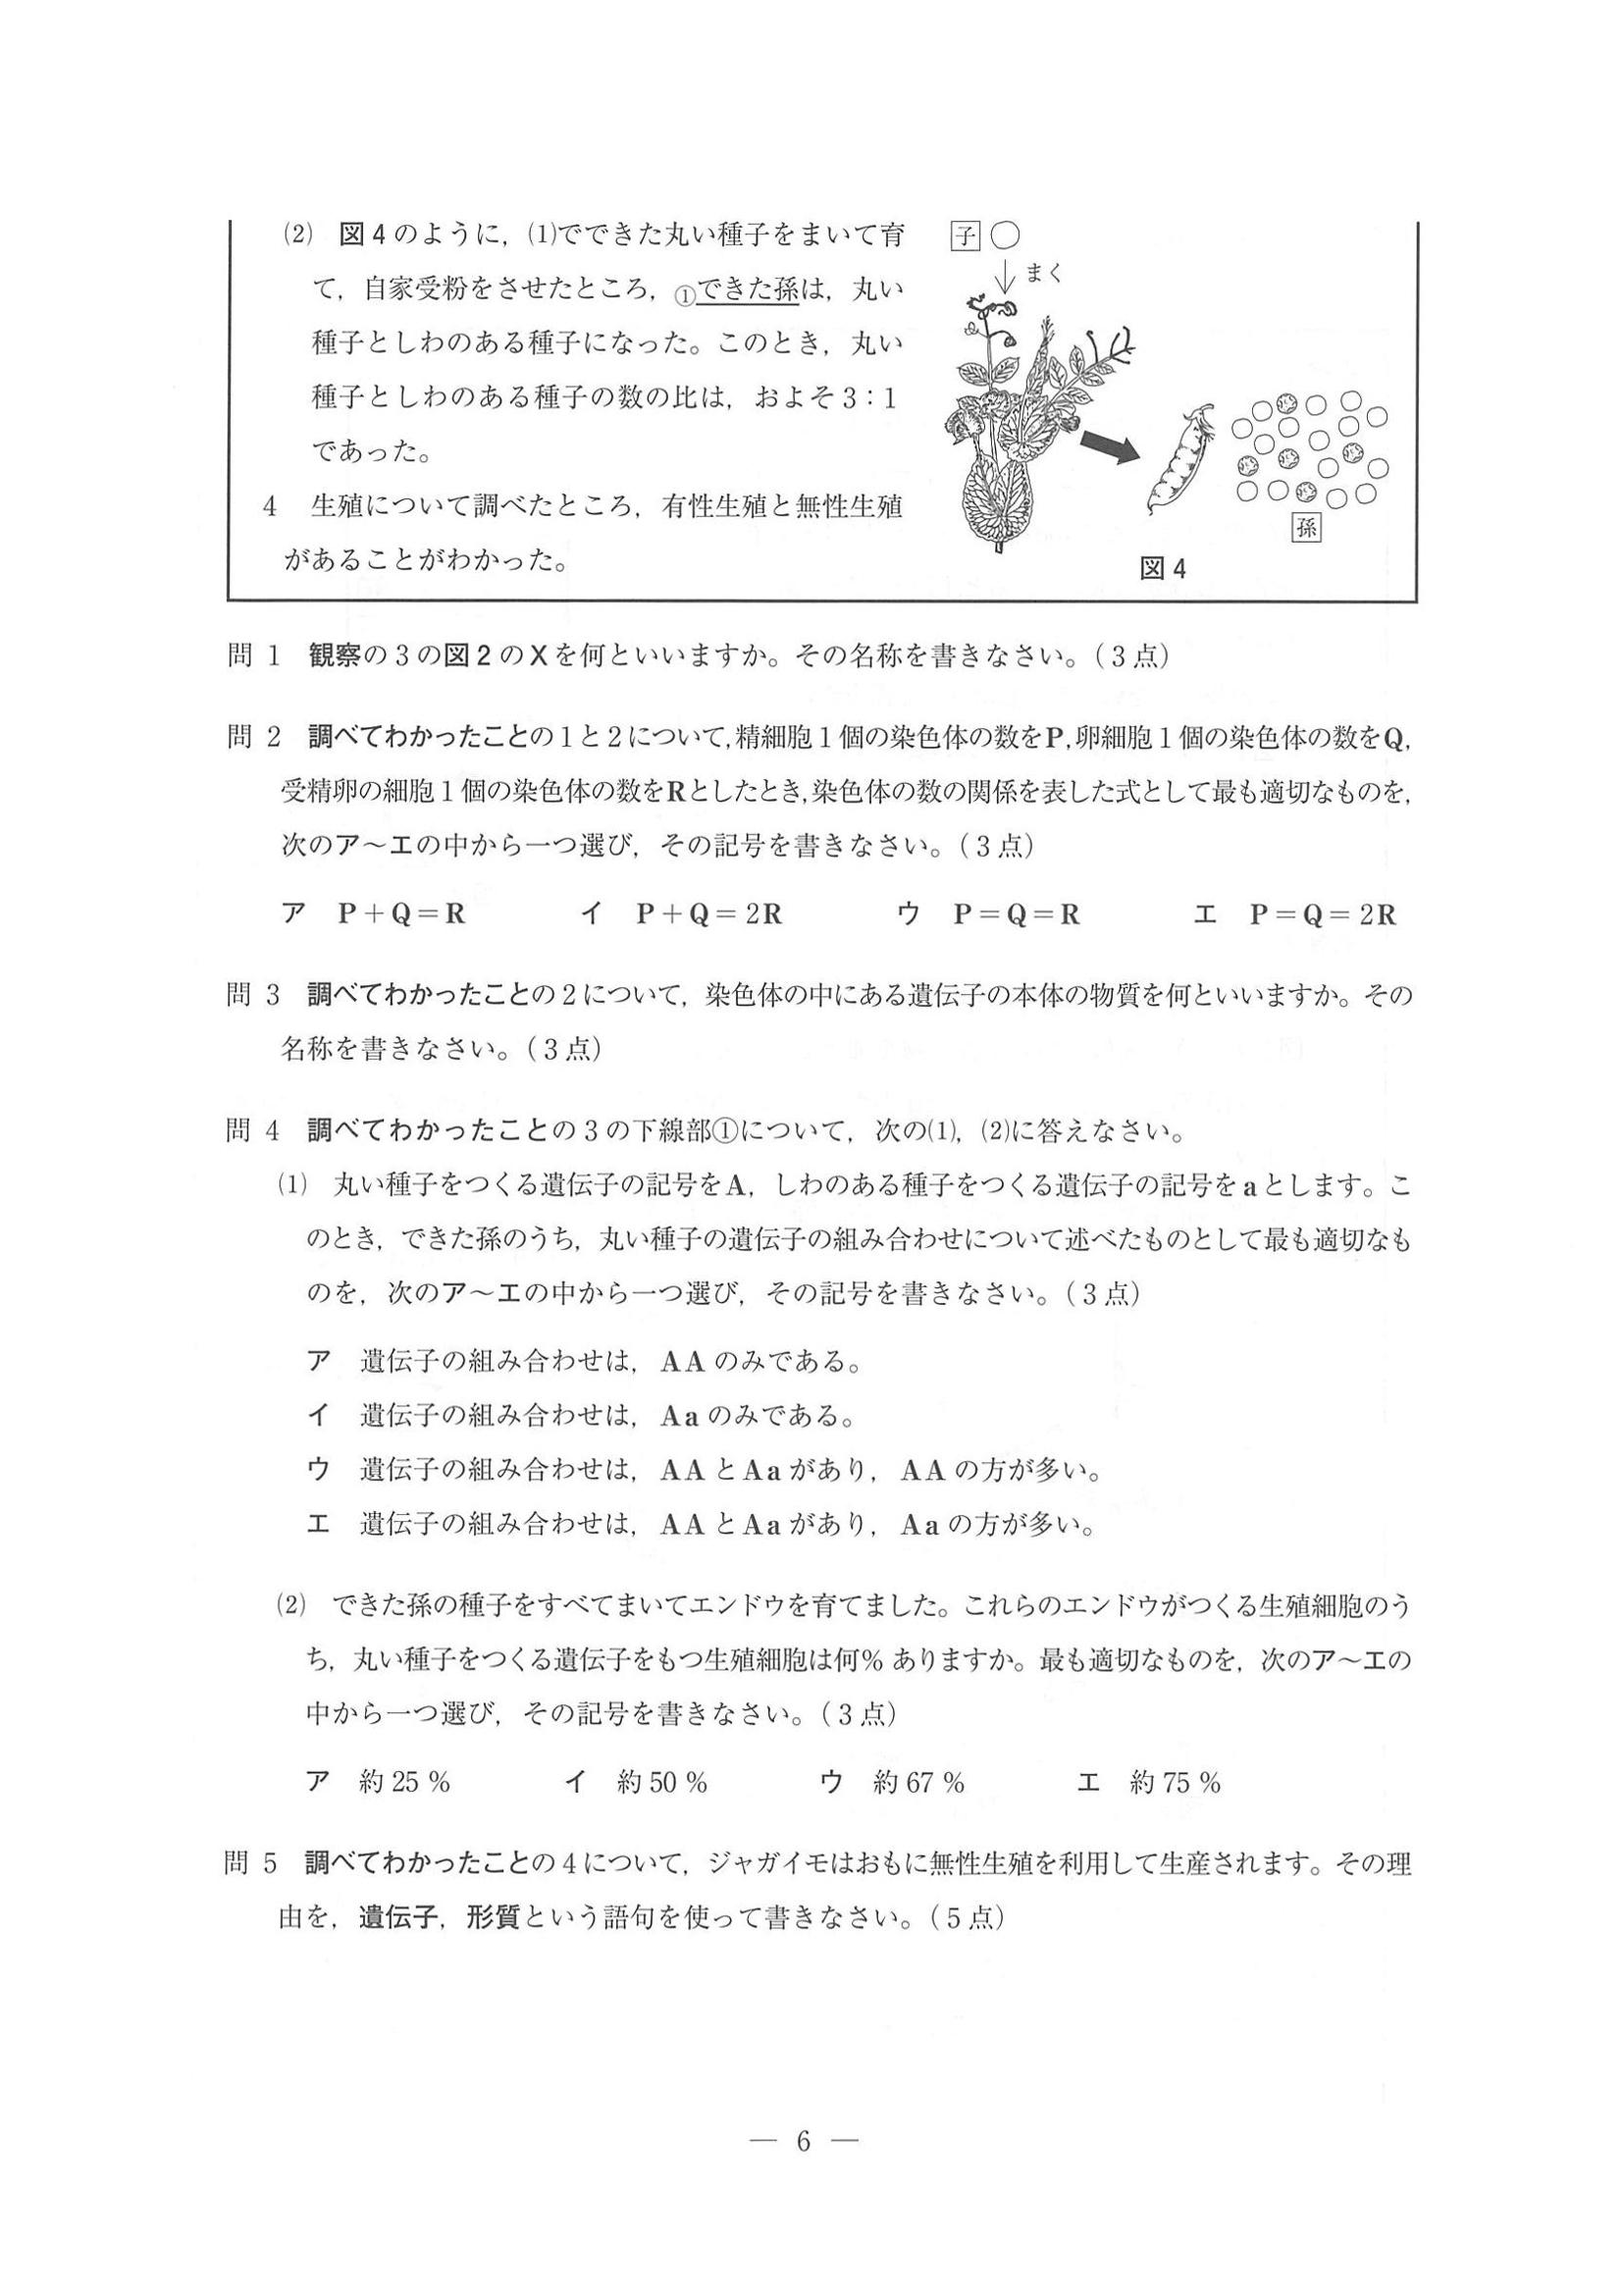 (2) 図4のように，(1)でできた丸い種子をまいて育
て，自家受粉をさせたところ，①できた孫は，丸い
種子としわのある種子になった。このとき，丸い
種子としわのある種子の数の比は，およそ3：1
であった。
4 生殖について調べたところ，有性生殖と無性生殖
があることがわかった。
子
まく
孫
図4
問1 観察の3の図2のXを何といいますか。その名称を書きなさい。（3点）
問2 調べてわかったことの1と2について，精細胞1個の染色体の数をP，卵細胞1個の染色体の数をQ，
受精卵の細胞1個の染色体の数をRとしたとき，染色体の数の関係を表した式として最も適切なものを，
次のア〜エの中から一つ選び，その記号を書きなさい。（3点）
ア P＋Q＝R イ P＋Q＝2R ウ P＝Q＝R エ P＝Q＝2R
問3 調べてわかったことの2について，染色体の中にある遺伝子の本体の物質を何といいますか。その
名称を書きなさい。（3点）
問4 調べてわかったことの3の下線部①について，次の(1)，(2)に答えなさい。
(1) 丸い種子をつくる遺伝子の記号をA，しわのある種子をつくる遺伝子の記号をaとします。こ
のとき，できた孫のうち，丸い種子の遺伝子の組み合わせについて述べたものとして最も適切なも
のを，次のア〜エの中から一つ選び，その記号を書きなさい。（3点）
ア 遺伝子の組み合わせは，AAのみである。
イ 遺伝子の組み合わせは，Aaのみである。
ウ 遺伝子の組み合わせは，AAとAaがあり，AAの方が多い。
エ 遺伝子の組み合わせは，AAとAaがあり，Aaの方が多い。
(2) できた孫の種子をすべてまいてエンドウを育てました。これらのエンドウがつくる生殖細胞のう
ち，丸い種子をつくる遺伝子をもつ生殖細胞は何％ありますか。最も適切なものを，次のア〜エの
中から一つ選び，その記号を書きなさい。（3点）
ア 約25％ イ 約50％ ウ 約67％ エ 約75％
問5 調べてわかったことの4について，ジャガイモはおもに無性生殖を利用して生産されます。その理
由を，遺伝子，形質という語句を使って書きなさい。（5点）
— 6 —